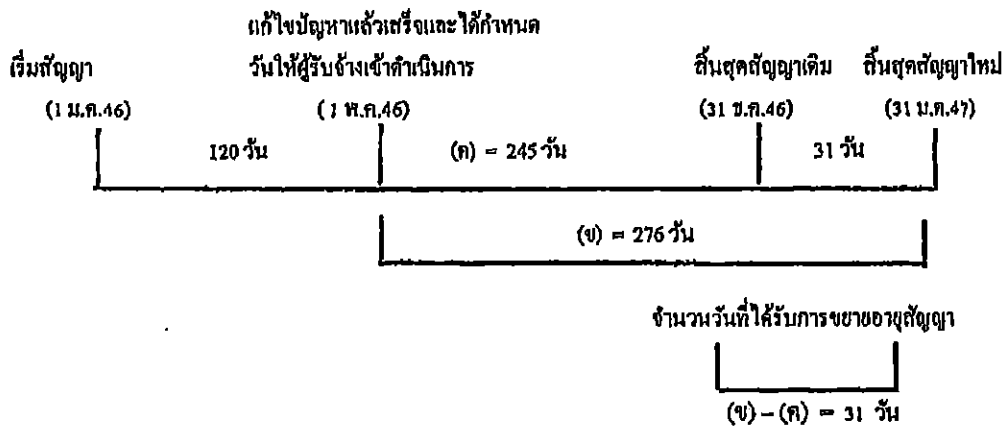 แก้ไขปัญหาแล้วเสร็จและได้กำหนด
เริ่มสัญญา วันให้ผู้รับจ้างเข้าดำเนินการ สิ้นสุดสัญญาเดิม สิ้นสุดสัญญาใหม่
(1 ม.ค.46) (1 พ.ค.46) (31 ธ.ค.46) (31 ม.ค.47)
120 วัน (ค) = 245 วัน 31 วัน
(ข) = 276 วัน
จำนวนวันที่ได้รับการขยายอายุสัญญา
(ข) – (ค) = 31 วัน